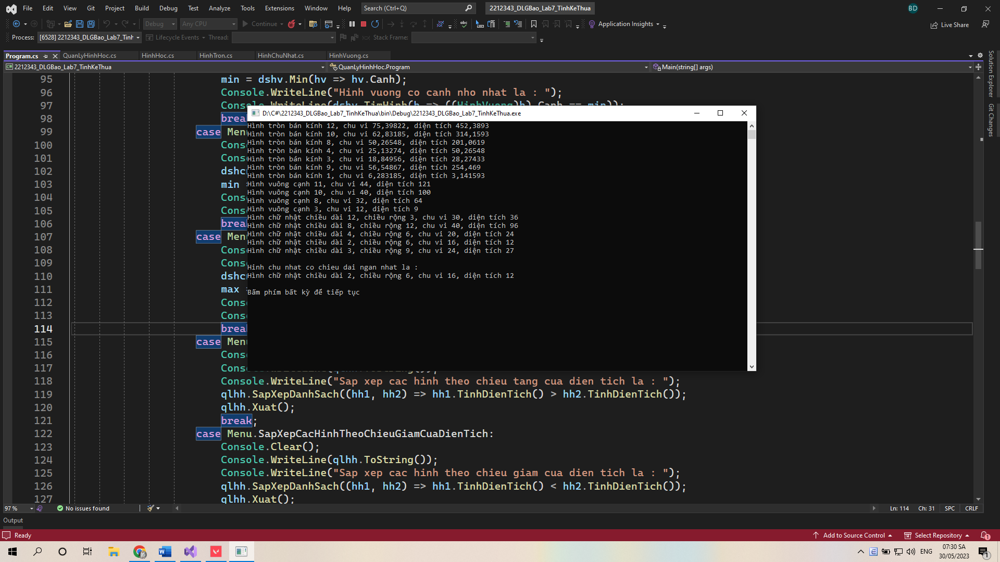 File Edit View Git Project Build Debug Test Analyze Tools Extensions Window Help Search (Ctrl+Q) 2212343_DLGBao_Lab7_TinhKeThua BD
Debug Any CPU Continue Application Insights Live Share
Process: [6528] 2212343_DLGBao_Lab7_Tinh Lifecycle Events Thread: Stack Frame:
Program.cs QuanLyHinhHoc.cs HinhHoc.cs HinhTron.cs HinhChuNhat.cs HinhVuong.cs
2212343_DLGBao_Lab7_TinhKeThua QuanLyHinhHoc.Program Main(string[] args)
Solution Explorer
Git Changes
95 min = dshv.Min(hv => hv.Canh);
96 Console.WriteLine("Hinh vuong co canh nho nhat la : ");
97 Console.WriteLine(dshv.TimHinh(h => ((HinhVuong)h).Canh == min));
98 brea
99 case Men
100 Cons
101 Cons
102 dshc
103 min
104 Cons
105 Cons
106 brea
107 case Men
108 Cons
109 Cons
110 dshc
111 max
112 Cons
113 Cons
114 brea
115 case Men
116 Cons
117 Cons
118 Console.WriteLine("Sap xep cac hinh theo chieu tang cua dien tich la : ");
119 qlhh.SapXepDanhSach((hh1, hh2) => hh1.TinhDienTich() > hh2.TinhDienTich());
120 qlhh.Xuat();
121 break;
122 case Menu.SapXepCacHinhTheoChieuGiamCuaDienTich:
123 Console.Clear();
124 Console.WriteLine(qlhh.ToString());
125 Console.WriteLine("Sap xep cac hinh theo chieu giam cua dien tich la : ");
126 qlhh.SapXepDanhSach((hh1, hh2) => hh1.TinhDienTich() < hh2.TinhDienTich());
127 qlhh.Xuat();
D:\C#\2212343_DLGBao_Lab7_TinhKeThua\bin\Debug\2212343_DLGBao_Lab7_TinhKeThua.exe
Hình tròn bán kính 12, chu vi 75,39822, diện tích 452,3893
Hình tròn bán kính 10, chu vi 62,83185, diện tích 314,1593
Hình tròn bán kính 8, chu vi 50,26548, diện tích 201,0619
Hình tròn bán kính 4, chu vi 25,13274, diện tích 50,26548
Hình tròn bán kính 3, chu vi 18,84956, diện tích 28,27433
Hình tròn bán kính 9, chu vi 56,54867, diện tích 254,469
Hình tròn bán kính 1, chu vi 6,283185, diện tích 3,141593
Hình vuông cạnh 11, chu vi 44, diện tích 121
Hình vuông cạnh 10, chu vi 40, diện tích 100
Hình vuông cạnh 8, chu vi 32, diện tích 64
Hình vuông cạnh 3, chu vi 12, diện tích 9
Hình chữ nhật chiều dài 12, chiều rộng 3, chu vi 30, diện tích 36
Hình chữ nhật chiều dài 8, chiều rộng 12, chu vi 40, diện tích 96
Hình chữ nhật chiều dài 4, chiều rộng 6, chu vi 20, diện tích 24
Hình chữ nhật chiều dài 2, chiều rộng 6, chu vi 16, diện tích 12
Hình chữ nhật chiều dài 3, chiều rộng 9, chu vi 24, diện tích 27
Hinh chu nhat co chieu dai ngan nhat la :
Hình chữ nhật chiều dài 2, chiều rộng 6, chu vi 16, diện tích 12
Bấm phím bất kỳ để tiếp tục
97 % No issues found Ln: 114 Ch: 31 SPC CRLF
Output
Ready Add to Source Control Select Repository 1
ENG 07:30 SA
30/05/2023 1